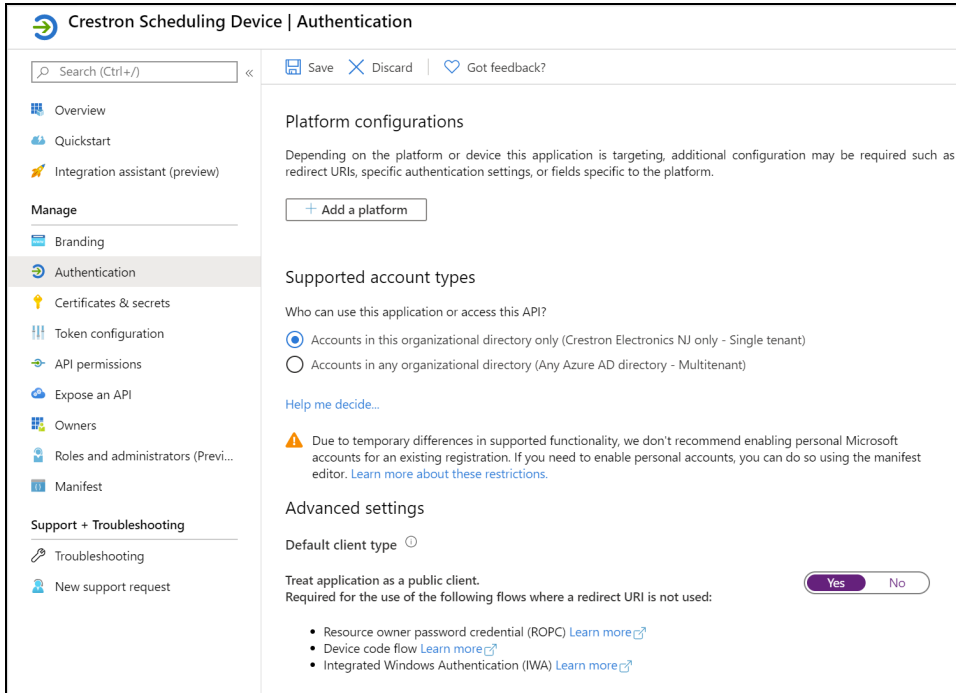 Crestron Scheduling Device | Authentication
Search (Ctrl+/)
«
Overview
Quickstart
Integration assistant (preview)
Manage
Branding
Authentication
Certificates & secrets
Token configuration
API permissions
Expose an API
Owners
Roles and administrators (Previ...
Manifest
Support + Troubleshooting
Troubleshooting
New support request
Save Discard Got feedback?
Platform configurations
Depending on the platform or device this application is targeting, additional configuration may be required such as
redirect URIs, specific authentication settings, or fields specific to the platform.
+ Add a platform
Supported account types
Who can use this application or access this API?
Accounts in this organizational directory only (Crestron Electronics NJ only - Single tenant)
Accounts in any organizational directory (Any Azure AD directory - Multitenant)
Help me decide...
Due to temporary differences in supported functionality, we don't recommend enabling personal Microsoft
accounts for an existing registration. If you need to enable personal accounts, you can do so using the manifest
editor. Learn more about these restrictions.
Advanced settings
Default client type
Treat application as a public client.
Required for the use of the following flows where a redirect URI is not used:
Yes No
• Resource owner password credential (ROPC) Learn more
• Device code flow Learn more
• Integrated Windows Authentication (IWA) Learn more